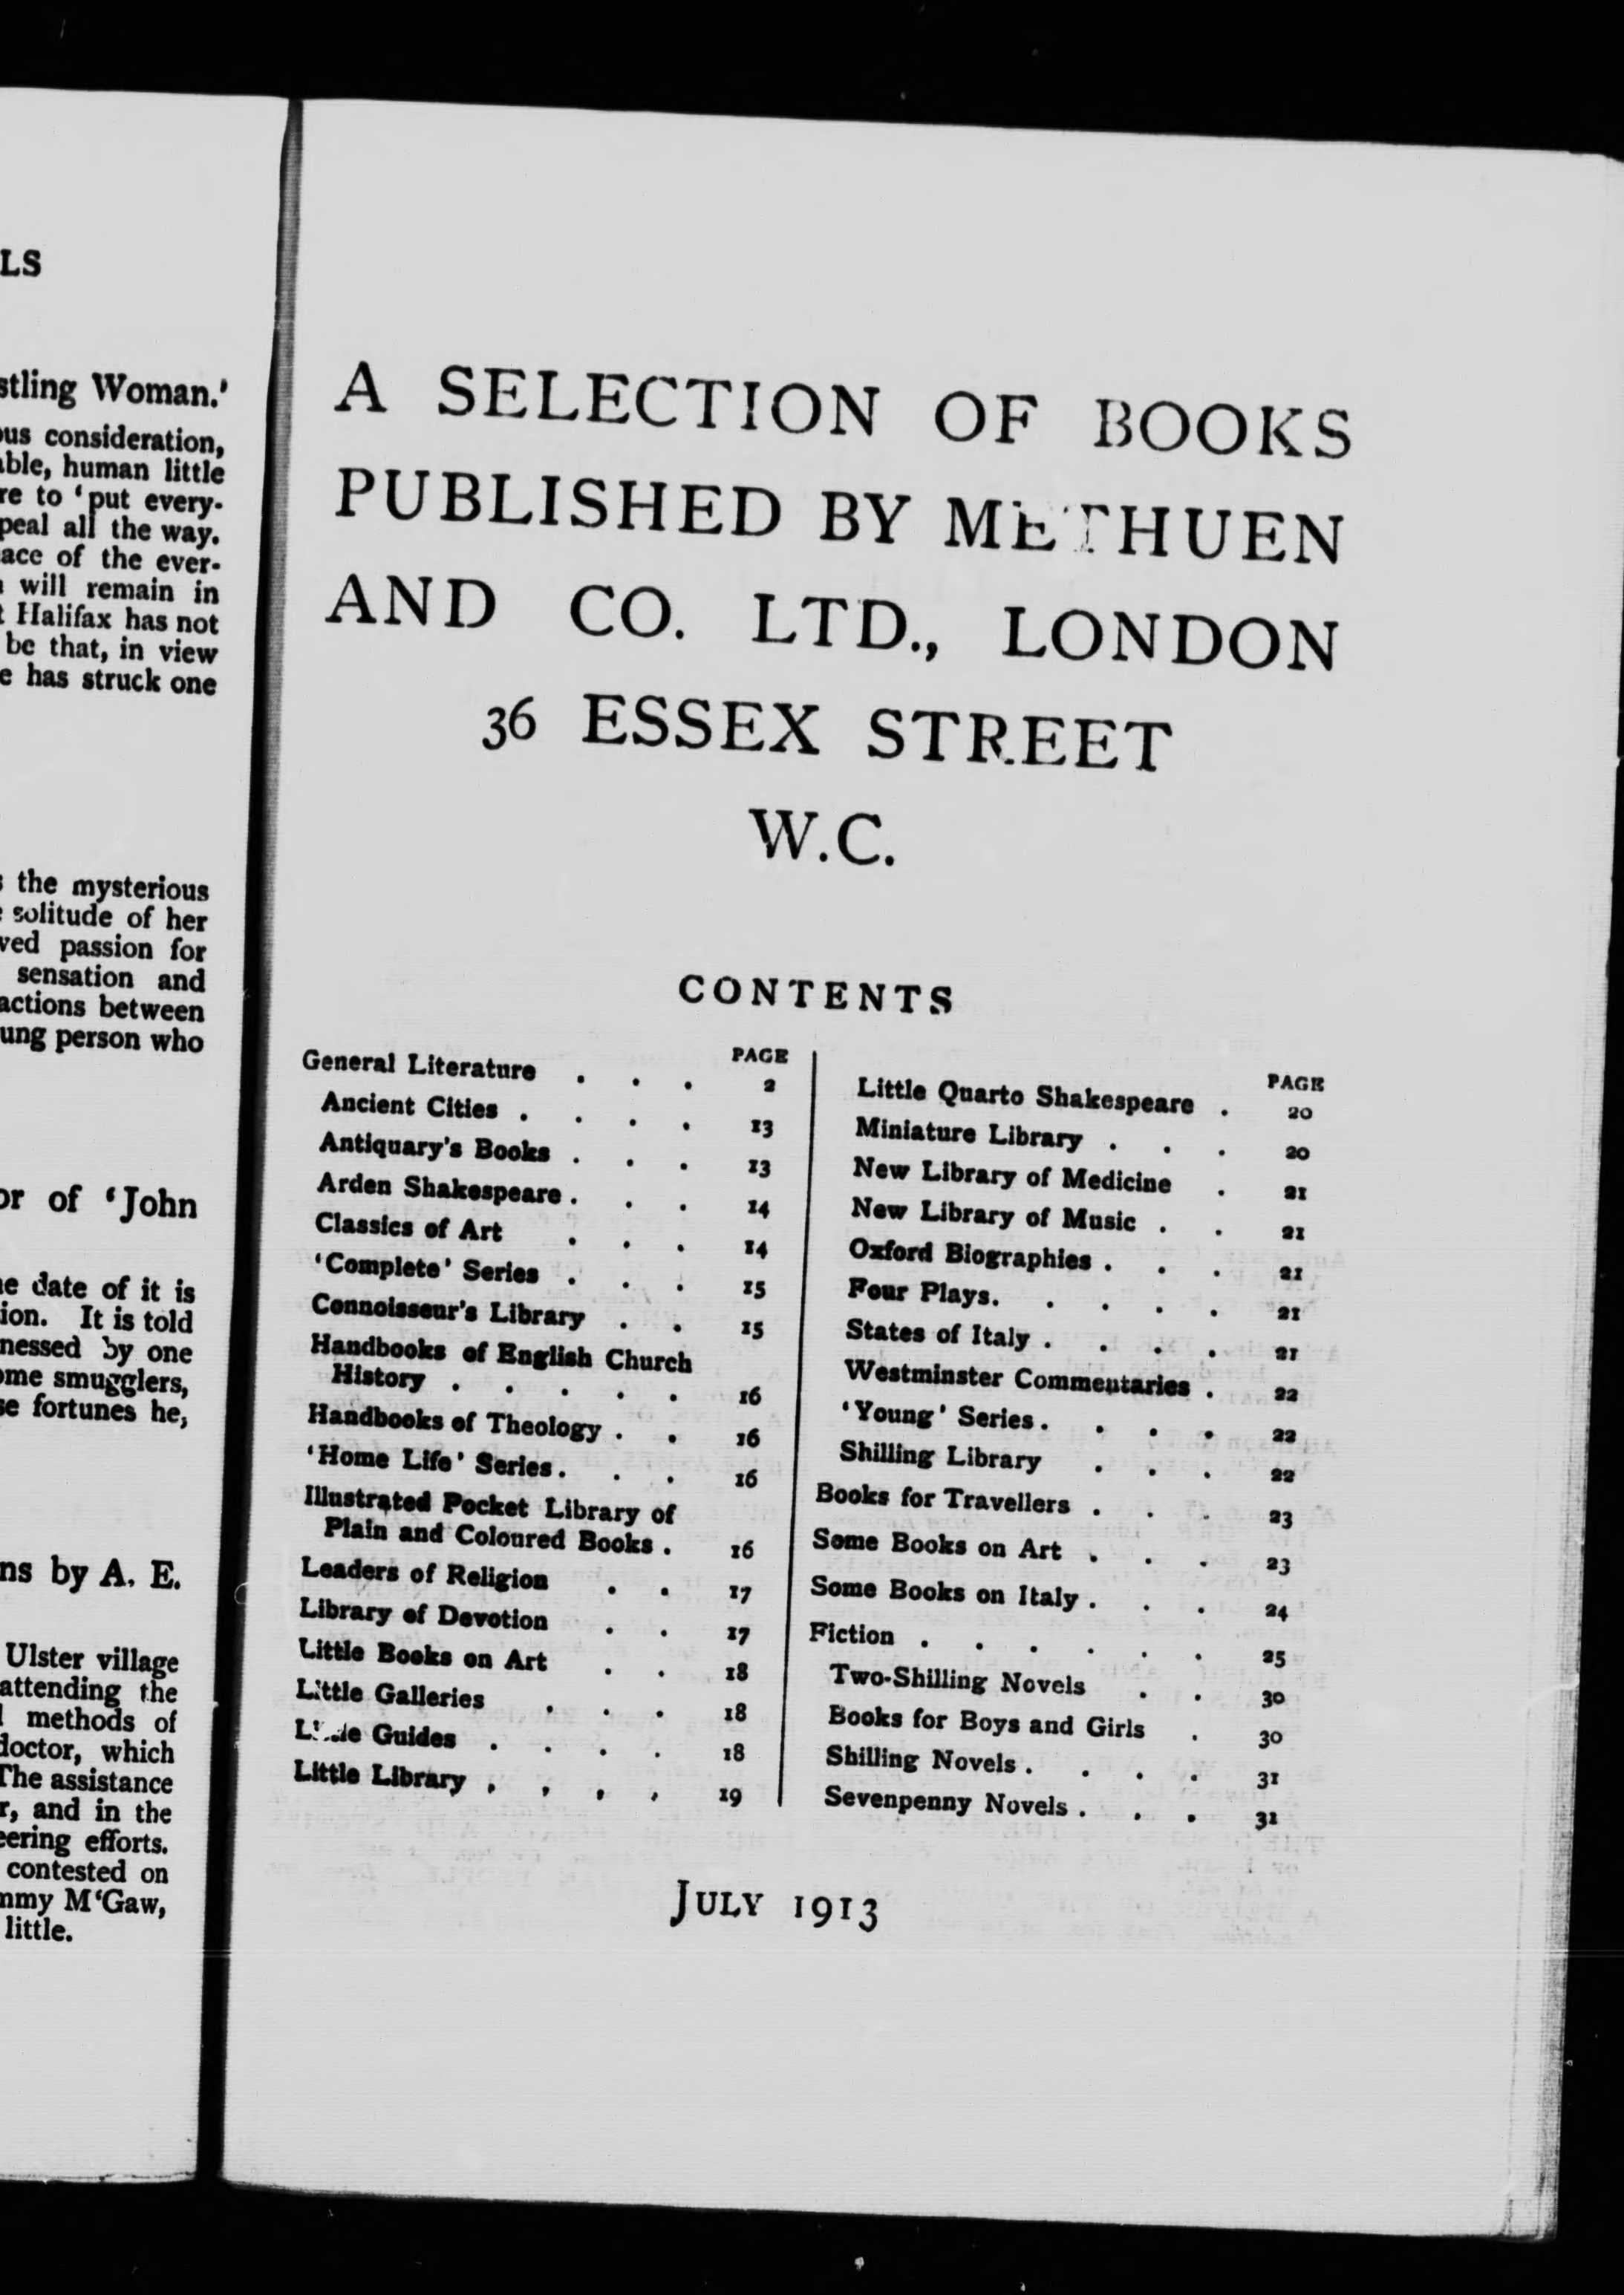 LS
stling Woman.'
ous consideration,
able, human little
re to 'put every-
peal all the way.
ace of the ever-
will remain in
Halifax has not
be that, in view
e has struck one
the mysterious
solitude of her
ved passion for
sensation and
actions between
ung person who
or of 'John
e date of it is
ion. It is told
nessed by one
ome smugglers,
se fortunes he,
ns by A. E.
Ulster village
attending the
methods of
doctor, which
The assistance
r, and in the
eering efforts.
contested on
mmy M'Gaw,
little.
A SELECTION OF BOOKS
PUBLISHED BY METHUEN
AND CO. LTD., LONDON
36 ESSEX STREET
W.C.
CONTENTS
PAGE
General Literature . . . 2
Ancient Cities . . . . 13
Antiquary's Books . . . 13
Arden Shakespeare . . . 14
Classics of Art . . . 14
'Complete' Series . . . 15
Connoisseur's Library . . 15
Handbooks of English Church
History . . . . . 16
Handbooks of Theology . . 16
'Home Life' Series . . . 16
Illustrated Pocket Library of
Plain and Coloured Books . 16
Leaders of Religion . . 17
Library of Devotion . . 17
Little Books on Art . . 18
Little Galleries . . . 18
Little Guides . . . . 18
Little Library . . . . 19
PAGE
Little Quarto Shakespeare . 20
Miniature Library . . . 20
New Library of Medicine . 21
New Library of Music . . 21
Oxford Biographies . . . 21
Four Plays. . . . . 21
States of Italy . . . . 21
Westminster Commentaries . 22
'Young' Series . . . . 22
Shilling Library . . . 22
Books for Travellers . . . 23
Some Books on Art . . . 23
Some Books on Italy . . . 24
Fiction . . . . . . 25
Two-Shilling Novels . . 30
Books for Boys and Girls . 30
Shilling Novels . . . . 31
Sevenpenny Novels . . . 31
JULY 1913